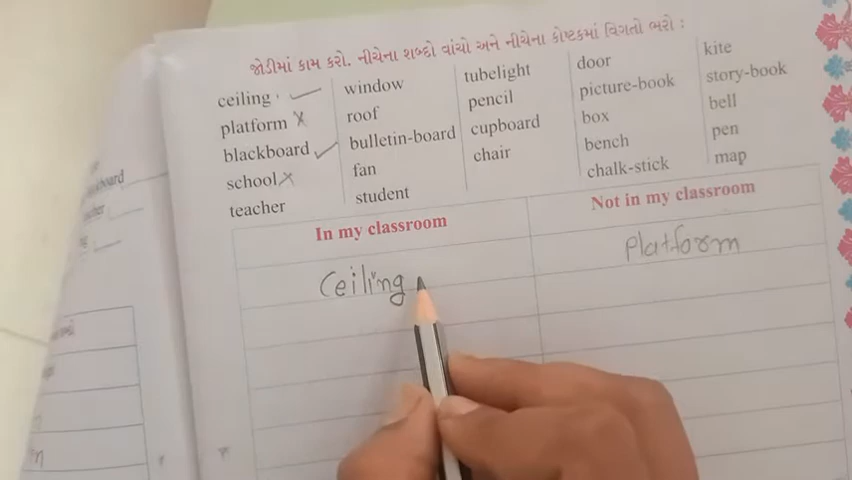 જોડીમાં કામ કરો. નીચેના શબ્દો વાંચો અને નીચેના કોષ્ટકમાં વિગતો ભરો :
ceiling window tubelight door kite
platform roof pencil picture-book story-book
blackboard bulletin-board cupboard box bell
school fan chair bench pen
teacher student chalk-stick map
In my classroom Not in my classroom
Ceiling Platform